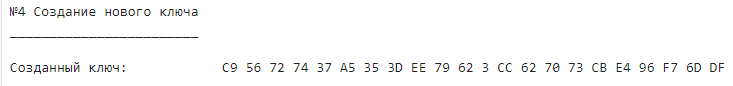 №4 Создание нового ключа
________________________
Созданный ключ: C9 56 72 74 37 A5 35 3D EE 79 62 3 CC 62 70 73 CB E4 96 F7 6D DF